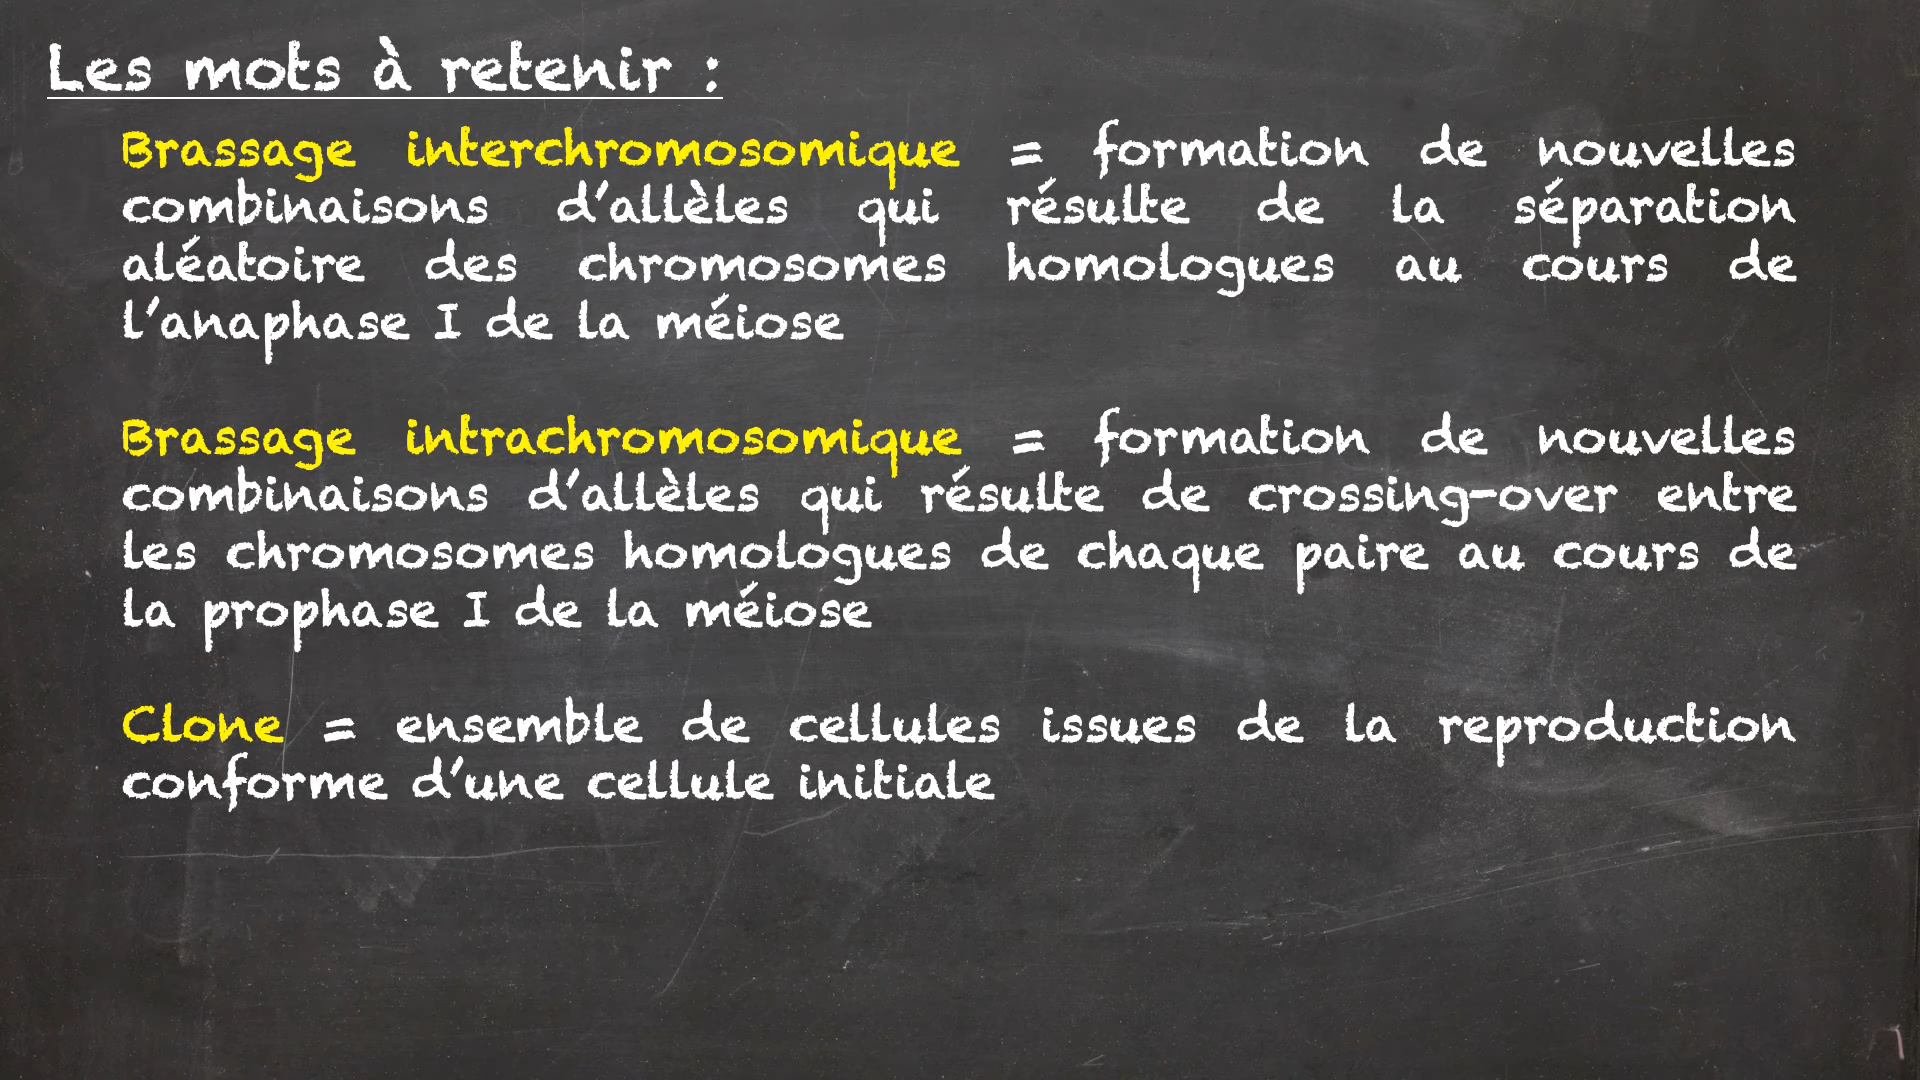 Les mots à retenir :
Brassage interchromosomique = formation de nouvelles
combinaisons d'allèles qui résulte de la séparation
aléatoire des chromosomes homologues au cours de
l'anaphase I de la méiose
Brassage intrachromosomique = formation de nouvelles
combinaisons d'allèles qui résulte de crossing-over entre
les chromosomes homologues de chaque paire au cours de
la prophase I de la méiose
Clone = ensemble de cellules issues de la reproduction
conforme d'une cellule initiale